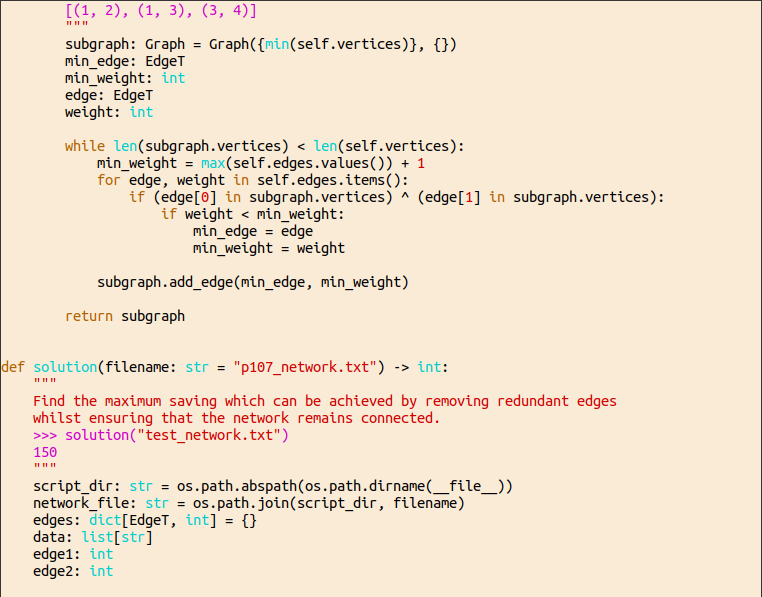 [(1, 2), (1, 3), (3, 4)]
        """
        subgraph: Graph = Graph({min(self.vertices)}, {})
        min_edge: EdgeT
        min_weight: int
        edge: EdgeT
        weight: int

        while len(subgraph.vertices) < len(self.vertices):
            min_weight = max(self.edges.values()) + 1
            for edge, weight in self.edges.items():
                if (edge[0] in subgraph.vertices) ^ (edge[1] in subgraph.vertices):
                    if weight < min_weight:
                        min_edge = edge
                        min_weight = weight

            subgraph.add_edge(min_edge, min_weight)

        return subgraph


def solution(filename: str = "p107_network.txt") -> int:
    """
    Find the maximum saving which can be achieved by removing redundant edges
    whilst ensuring that the network remains connected.
    >>> solution("test_network.txt")
    150
    """
    script_dir: str = os.path.abspath(os.path.dirname(__file__))
    network_file: str = os.path.join(script_dir, filename)
    edges: dict[EdgeT, int] = {}
    data: list[str]
    edge1: int
    edge2: int